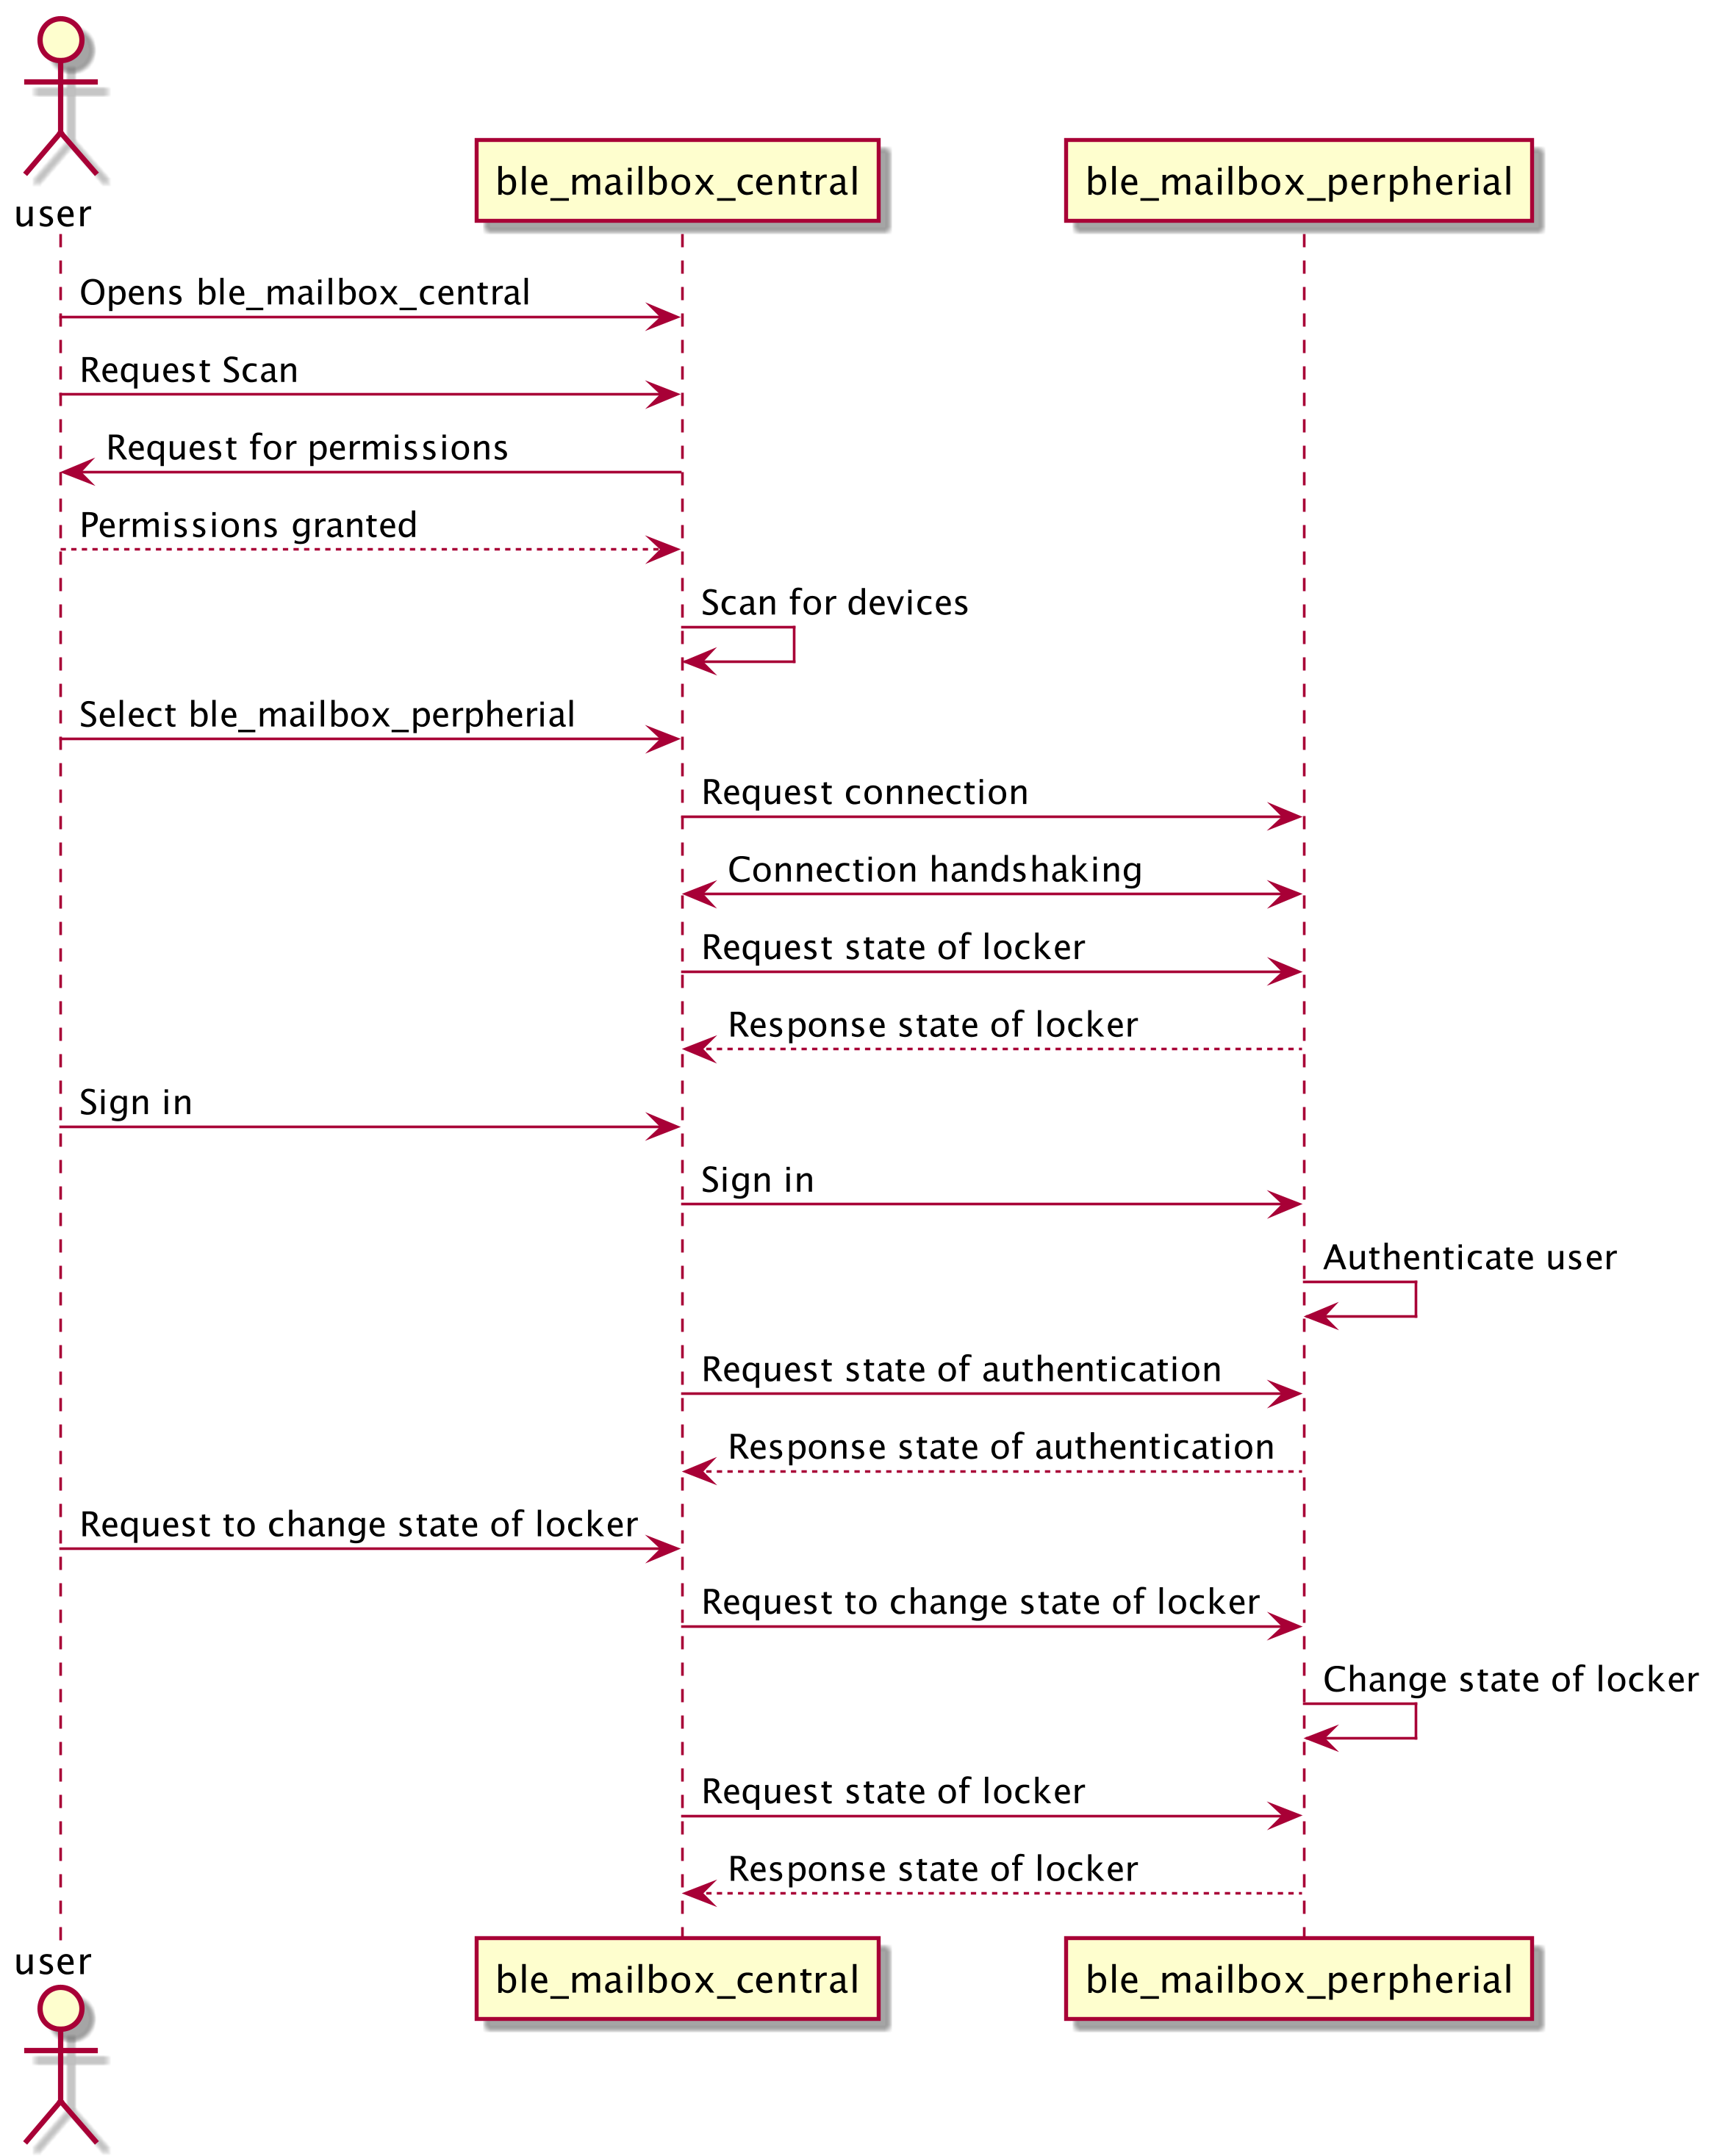 user
ble_mailbox_central
ble_mailbox_perpherial
Opens ble_mailbox_central
Request Scan
Request for permissions
Permissions granted
Scan for devices
Select ble_mailbox_perpherial
Request connection
Connection handshaking
Request state of locker
Response state of locker
Sign in
Sign in
Authenticate user
Request state of authentication
Response state of authentication
Request to change state of locker
Request to change state of locker
Change state of locker
Request state of locker
Response state of locker
user
ble_mailbox_central
ble_mailbox_perpherial